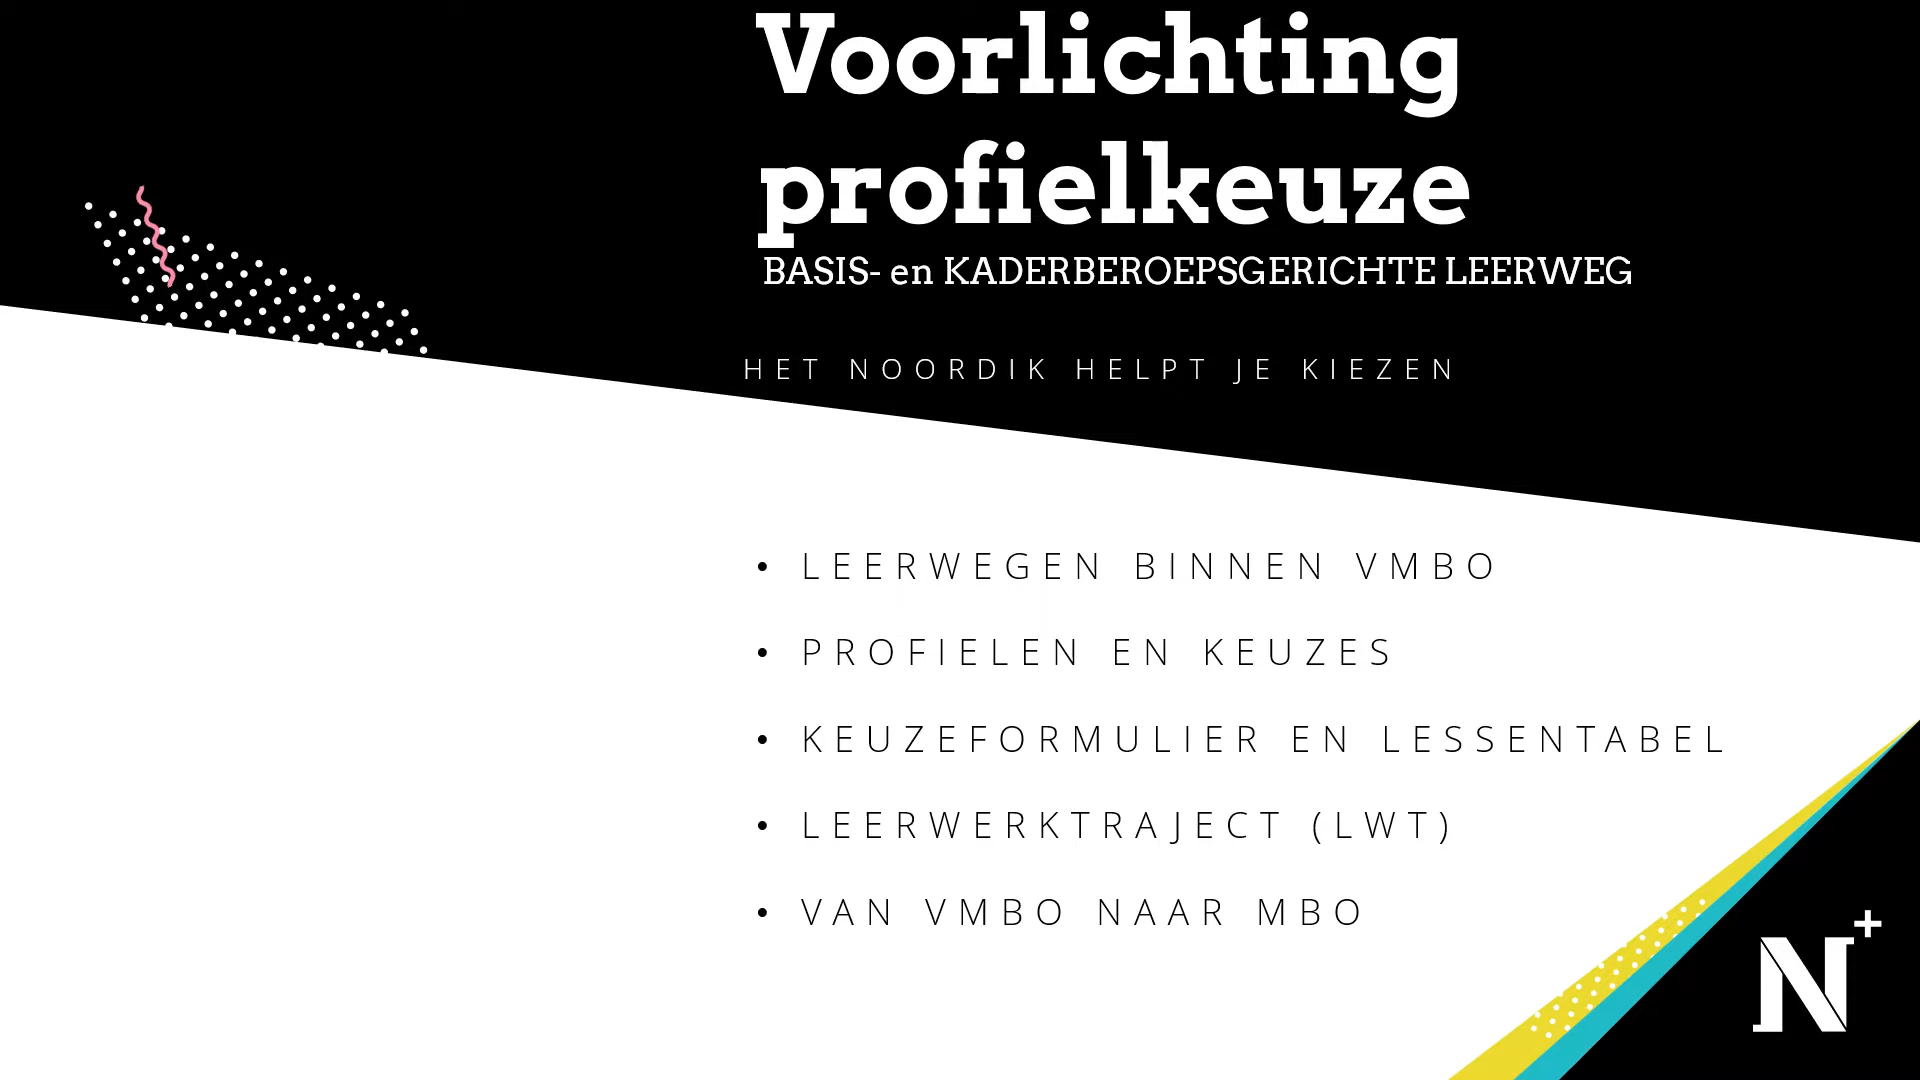 Voorlichting
profielkeuze
BASIS- en KADERBEROEPSGERICHTE LEERWEG
HET NOORDIK HELPT JE KIEZEN
• LEERWEGEN BINNEN VMBO
• PROFIELEN EN KEUZES
• KEUZEFORMULIER EN LESSENTABEL
• LEERWERKTRAJECT (LWT)
• VAN VMBO NAAR MBO
N+